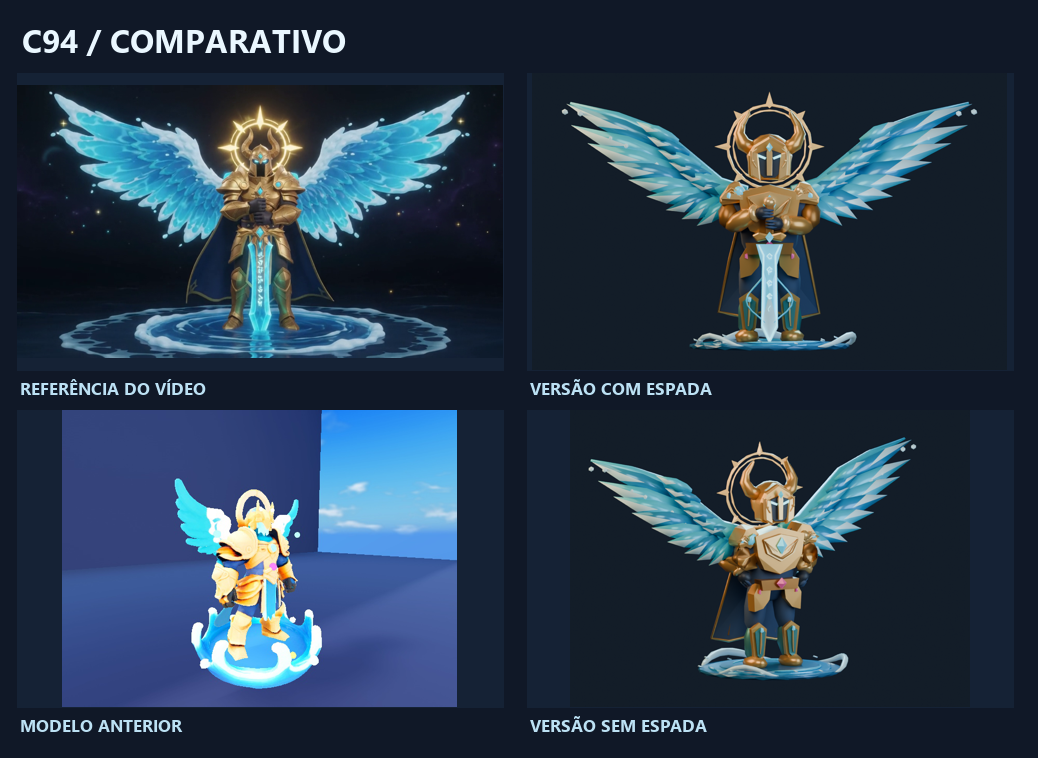 C94 / COMPARATIVO
REFERÊNCIA DO VÍDEO
VERSÃO COM ESPADA
MODELO ANTERIOR
VERSÃO SEM ESPADA